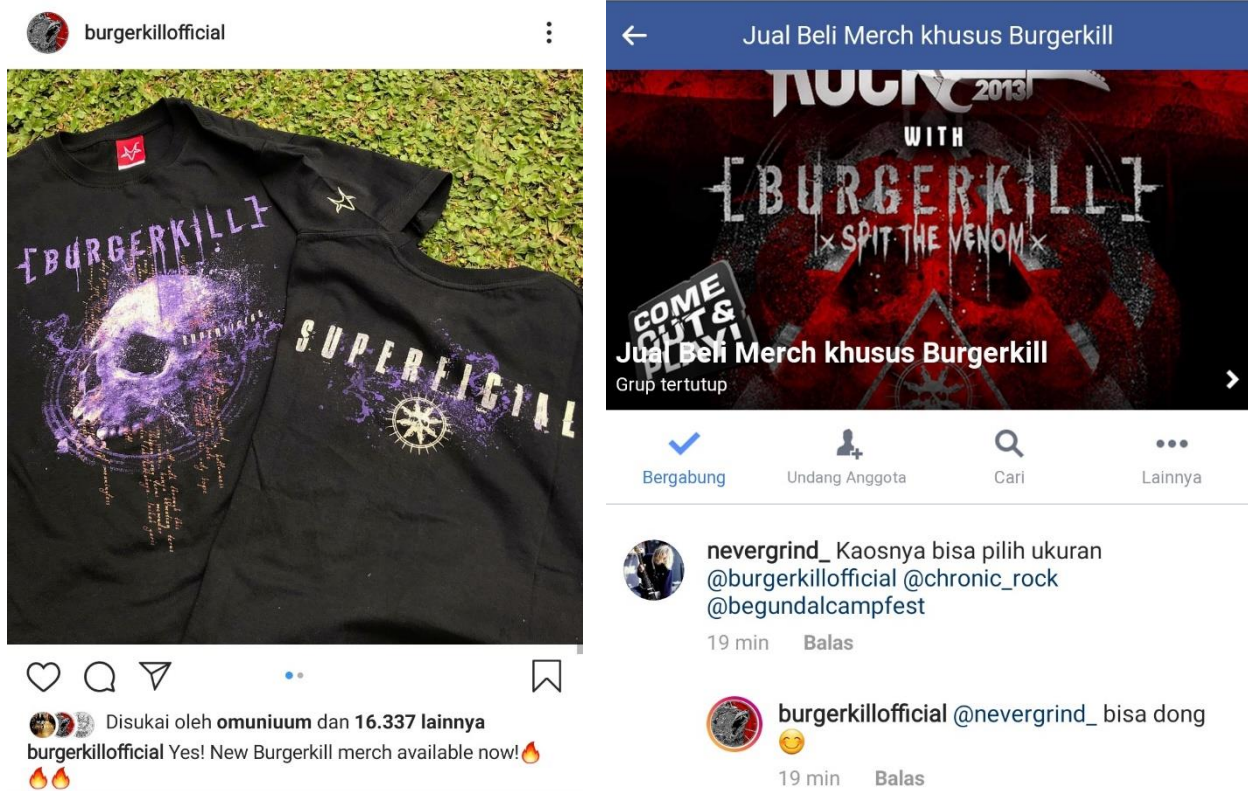 burgerkillofficial
[BURGERKILL]
SUPERFICIAL
SUPERFICIAL
Disukai oleh omuniuum dan 16.337 lainnya
burgerkillofficial Yes! New Burgerkill merch available now!🔥
🔥🔥
Jual Beli Merch khusus Burgerkill
ROCK
2013
WITH
[BURGERKILL]
× SPIT THE VENOM ×
COME
OUT &
PLAY!
Jual Beli Merch khusus Burgerkill
Grup tertutup
Bergabung
Undang Anggota
Cari
Lainnya
nevergrind_ Kaosnya bisa pilih ukuran
@burgerkillofficial @chronic_rock
@begundalcampfest
19 min Balas
burgerkillofficial @nevergrind_ bisa dong
😊
19 min Balas